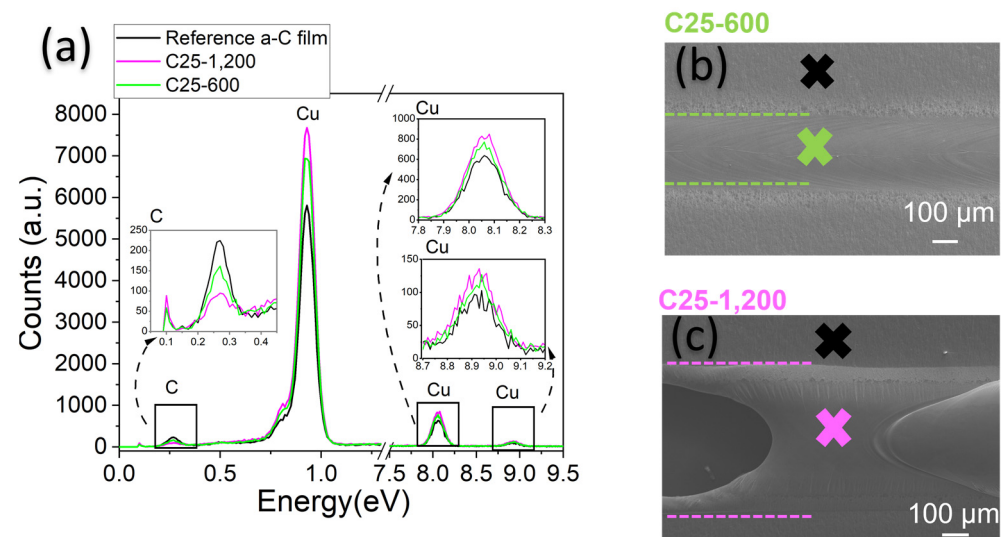 (a)
Reference a-C film
C25-1,200
C25-600
Counts (a.u.)
8000
7000
6000
5000
4000
3000
2000
1000
0
0.0
0.5
1.0
7.5
8.0
8.5
9.0
9.5
Energy(eV)
Cu
C
Cu
Cu
C
250
200
150
100
50
0
0.1
0.2
0.3
0.4
Cu
1000
800
600
400
200
0
7.8
7.9
8.0
8.1
8.2
8.3
Cu
200
150
100
50
0
8.7
8.8
8.9
9.0
9.1
9.2
C25-600
(b)
100 µm
C25-1,200
(c)
100 µm